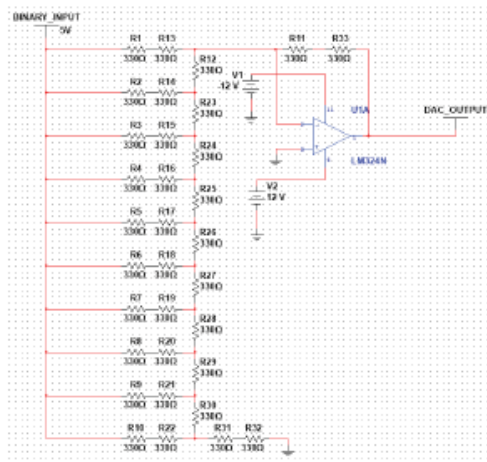 BINARY_INPUT
5V
R1 R13
330Ω 330Ω
R11 R33
330Ω 330Ω
R12
330Ω
R2 R14
330Ω 330Ω
V1
12 V
R23
330Ω
11
U1A
DAC_OUTPUT
R3 R15
330Ω 330Ω
LM324N
R24
330Ω
4
R4 R16
330Ω 330Ω
V2
12 V
R25
330Ω
R5 R17
330Ω 330Ω
R26
330Ω
R6 R18
330Ω 330Ω
R27
330Ω
R7 R19
330Ω 330Ω
R28
330Ω
R8 R20
330Ω 330Ω
R29
330Ω
R9 R21
330Ω 330Ω
R30
330Ω
R10 R22
330Ω 330Ω
R31 R32
330Ω 330Ω